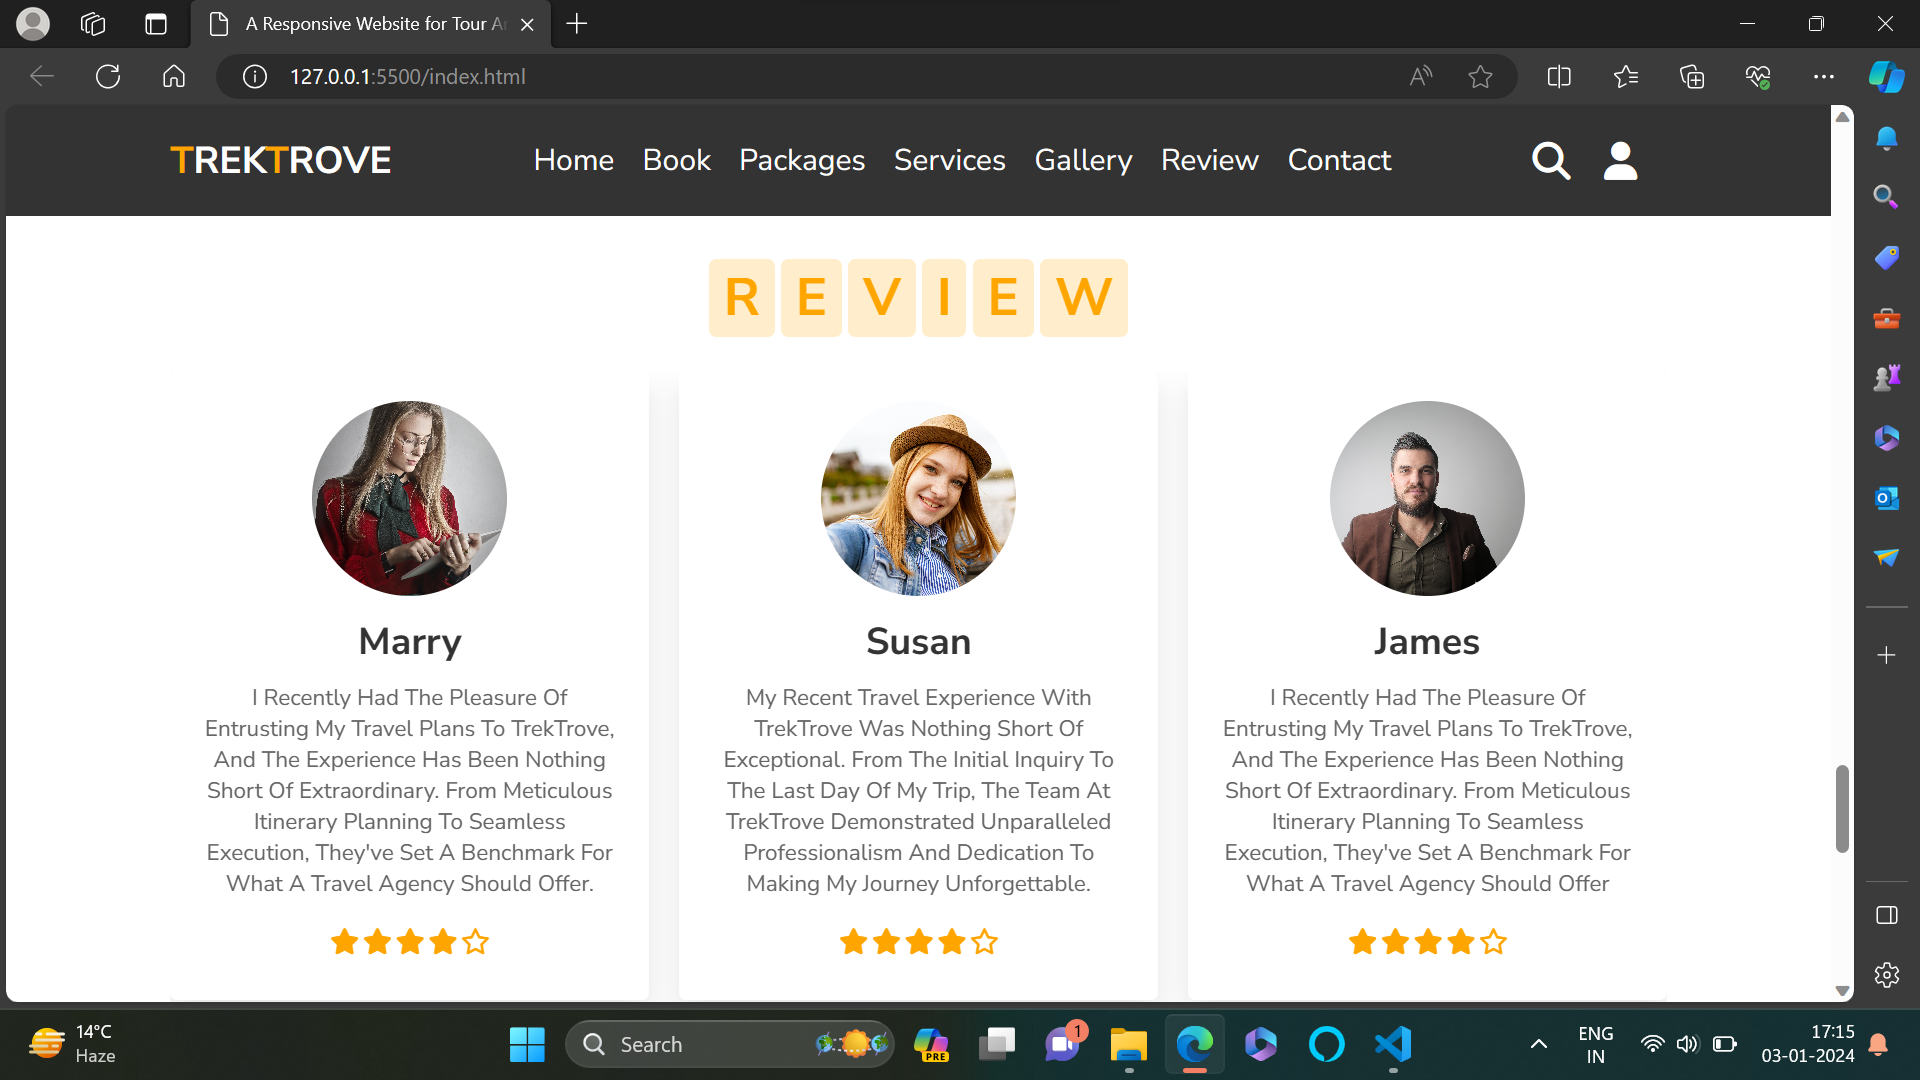 A Responsive Website for Tour A
127.0.0.1:5500/index.html
TREKTROVE
Home Book Packages Services Gallery Review Contact
REVIEW
Marry
I Recently Had The Pleasure Of
Entrusting My Travel Plans To TrekTrove,
And The Experience Has Been Nothing
Short Of Extraordinary. From Meticulous
Itinerary Planning To Seamless
Execution, They've Set A Benchmark For
What A Travel Agency Should Offer.
Susan
My Recent Travel Experience With
TrekTrove Was Nothing Short Of
Exceptional. From The Initial Inquiry To
The Last Day Of My Trip, The Team At
TrekTrove Demonstrated Unparalleled
Professionalism And Dedication To
Making My Journey Unforgettable.
James
I Recently Had The Pleasure Of
Entrusting My Travel Plans To TrekTrove,
And The Experience Has Been Nothing
Short Of Extraordinary. From Meticulous
Itinerary Planning To Seamless
Execution, They've Set A Benchmark For
What A Travel Agency Should Offer
14°C
Haze
Search
PRE
1
ENG
IN
17:15
03-01-2024